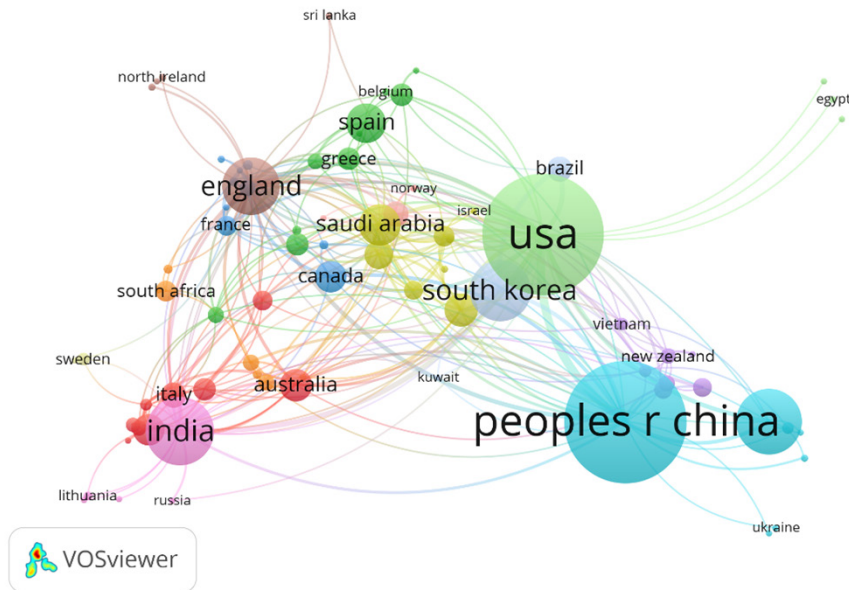 sri lanka
north ireland
belgium
egypt
spain
greece
brazil
england
norway
israel
france
saudi arabia
usa
canada
south africa
south korea
vietnam
new zealand
sweden
kuwait
australia
italy
peoples r china
india
lithuania
russia
ukraine
VOSviewer